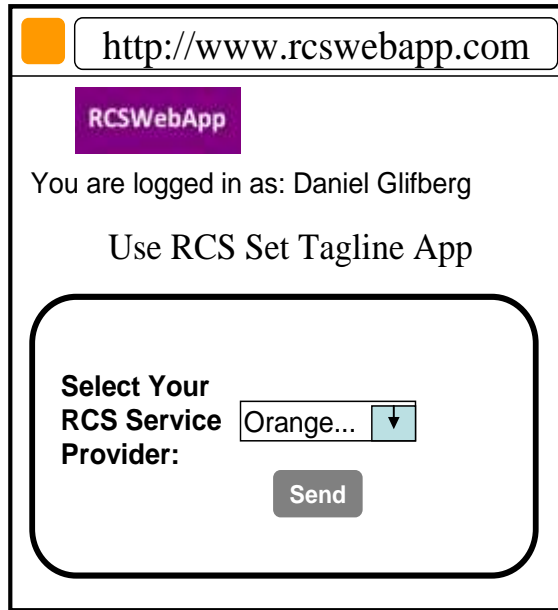 http://www.rcswebapp.com
RCSWebApp
You are logged in as: Daniel Glifberg
Use RCS Set Tagline App
Select Your
RCS Service
Provider:
Orange...
Send